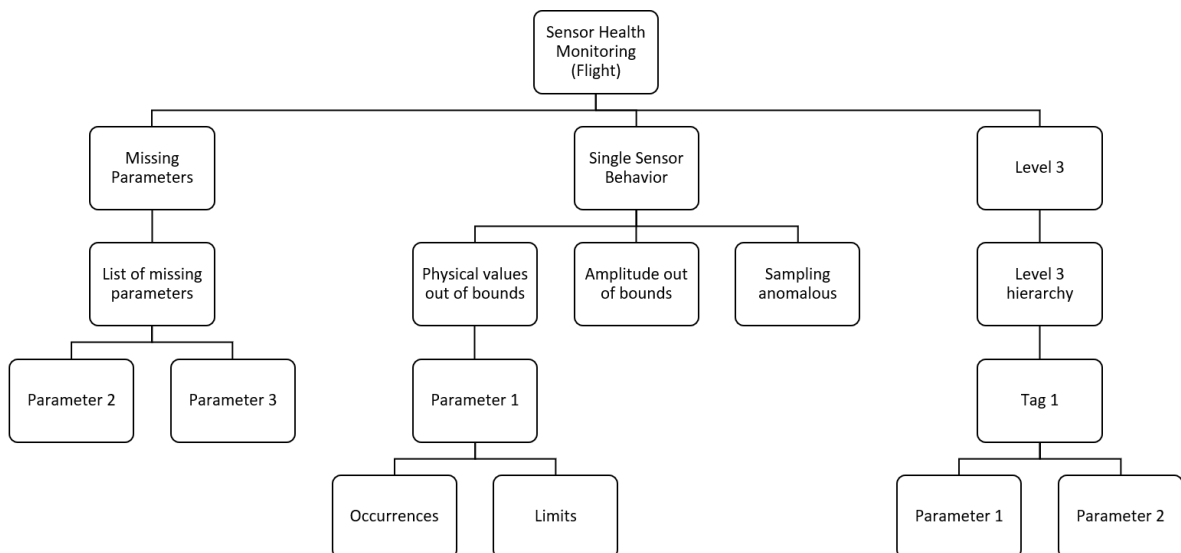 Sensor Health
Monitoring
(Flight)
Missing
Parameters
Single Sensor
Behavior
Level 3
List of missing
parameters
Physical values
out of bounds
Amplitude out
of bounds
Sampling
anomalous
Level 3
hierarchy
Parameter 2
Parameter 3
Parameter 1
Tag 1
Occurrences
Limits
Parameter 1
Parameter 2